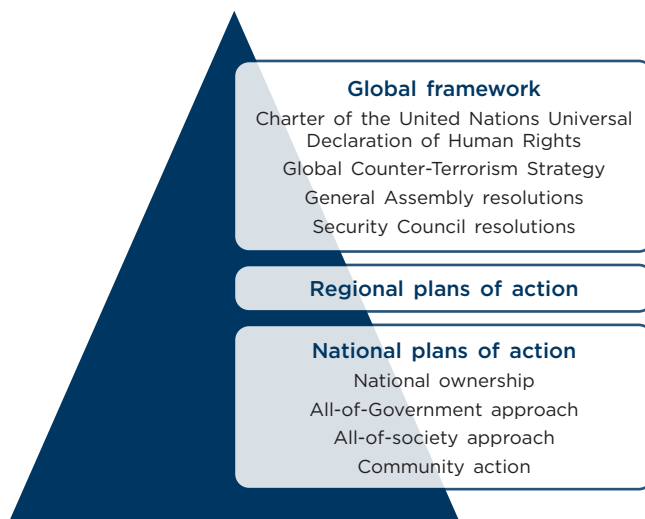 Global framework
Charter of the United Nations Universal
Declaration of Human Rights
Global Counter-Terrorism Strategy
General Assembly resolutions
Security Council resolutions
Regional plans of action
National plans of action
National ownership
All-of-Government approach
All-of-society approach
Community action